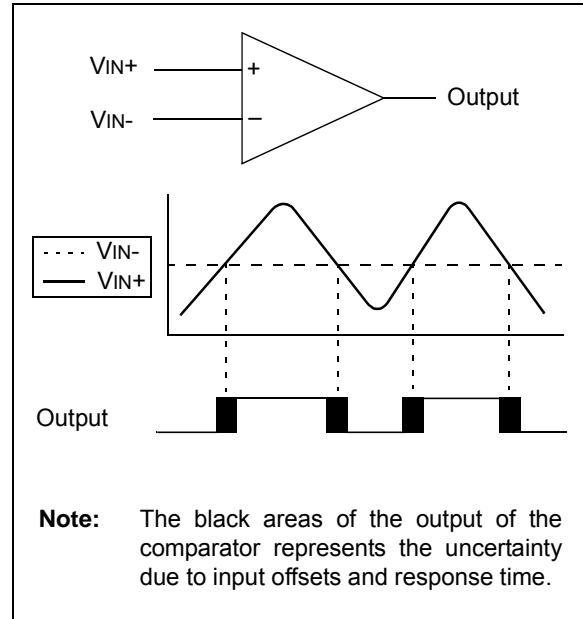 VIN+
+
Output
VIN-
–
VIN-
VIN+
Output
Note: The black areas of the output of the
comparator represents the uncertainty
due to input offsets and response time.